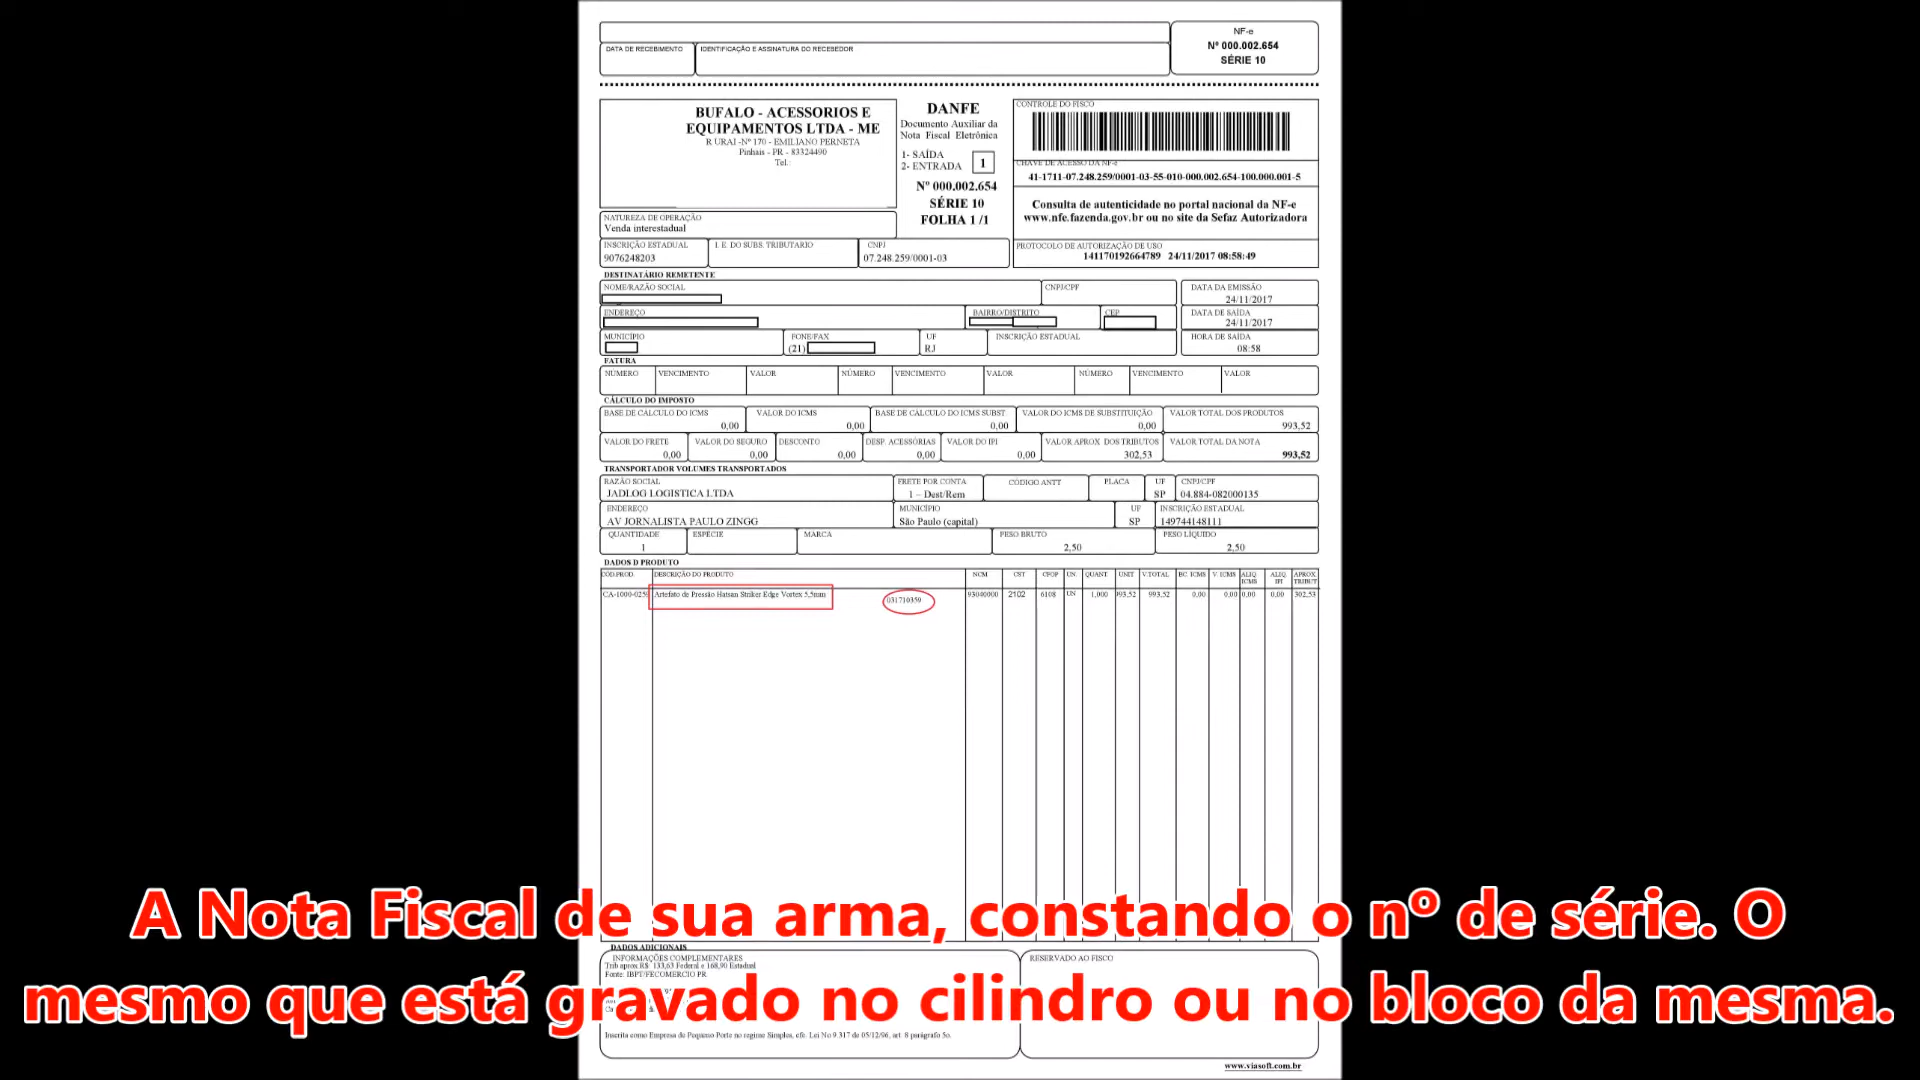 NF-e
Nº 000.002.654
SÉRIE 10
DATA DE RECEBIMENTO
IDENTIFICAÇÃO E ASSINATURA DO RECEBEDOR
BUFALO - ACESSORIOS E
EQUIPAMENTOS LTDA - ME
R URAI -Nº 170 - EMILIANO PERNETA
Pinhais - PR - 83324490
Tel.:
DANFE
Documento Auxiliar da
Nota Fiscal Eletrônica
1- SAÍDA
2- ENTRADA
1
Nº 000.002.654
SÉRIE 10
FOLHA 1 /1
CONTROLE DO FISCO
CHAVE DE ACESSO DA NF-e
41-1711-07.248.259/0001-03-55-010-000.002.654-100.000.001-5
Consulta de autenticidade no portal nacional da NF-e
www.nfe.fazenda.gov.br ou no site da Sefaz Autorizadora
NATUREZA DE OPERAÇÃO
Venda interestadual
PROTOCOLO DE AUTORIZAÇÃO DE USO
141170192664789 24/11/2017 08:58:49
INSCRIÇÃO ESTADUAL
9076248203
I. E. DO SUBS. TRIBUTARIO
CNPJ
07.248.259/0001-03
DESTINATÁRIO REMETENTE
NOME/RAZÃO SOCIAL
CNPJ/CPF
DATA DA EMISSÃO
24/11/2017
ENDEREÇO
BAIRRO/DISTRITO
CEP
DATA DE SAÍDA
24/11/2017
MUNICÍPIO
FONE/FAX
(21)
UF
RJ
INSCRIÇÃO ESTADUAL
HORA DE SAÍDA
08:58
FATURA
NÚMERO VENCIMENTO VALOR NÚMERO VENCIMENTO VALOR NÚMERO VENCIMENTO VALOR
CÁLCULO DO IMPOSTO
BASE DE CÁLCULO DO ICMS VALOR DO ICMS BASE DE CÁLCULO DO ICMS SUBST VALOR DO ICMS DE SUBSTITUIÇÃO VALOR TOTAL DOS PRODUTOS
0,00 0,00 0,00 0,00 993,52
VALOR DO FRETE VALOR DO SEGURO DESCONTO DESP. ACESSÓRIAS VALOR DO IPI VALOR APROX. DOS TRIBUTOS VALOR TOTAL DA NOTA
0,00 0,00 0,00 0,00 0,00 302,53 993,52
TRANSPORTADOR VOLUMES TRANSPORTADOS
RAZÃO SOCIAL FRETE POR CONTA CÓDIGO ANTT PLACA UF CNPJ/CPF
JADLOG LOGISTICA LTDA 1 – Dest/Rem SP 04.884-082000135
ENDEREÇO MUNICÍPIO UF INSCRIÇÃO ESTADUAL
AV JORNALISTA PAULO ZINGG São Paulo (capital) SP 149744148111
QUANTIDADE ESPÉCIE MARCA PESO BRUTO PESO LÍQUIDO
1 2,50 2,50
DADOS D PRODUTO
COD.PROD. DESCRIÇÃO DO PRODUTO NCM CST CFOP UN. QUANT. UNIT V.TOTAL BC. ICMS V. ICMS ALIQ. ICMS ALIQ. IPI APROX. TRIBUT
CA-1000-0259 Artefato de Pressão Hatsan Striker Edge Vortex 5,5mm 031710359 93040000 2102 6108 UN 1,000 993,52 993,52 0,00 0,00 0,00 0,00 302,53
A Nota Fiscal de sua arma, constando o nº de série. O
mesmo que está gravado no cilindro ou no bloco da mesma.
DADOS ADICIONAIS
INFORMAÇÕES COMPLEMENTARES
Trib aprox R$ 133,63 Federal e 168,90 Estadual
Fonte: IBPT/FECOMERCIO PR
Inscrita como Empresa de Pequeno Porte no regime Simples, cfe. Lei No 9.317 de 05/12/96, art. 8 parágrafo 5o.
RESERVADO AO FISCO
www.viasoft.com.br